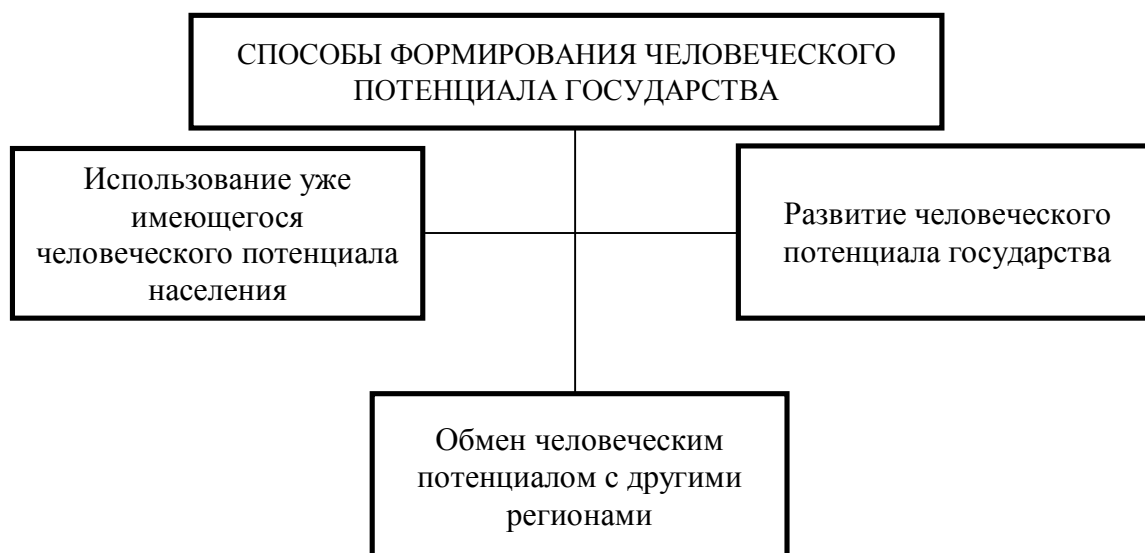 СПОСОБЫ ФОРМИРОВАНИЯ ЧЕЛОВЕЧЕСКОГО
ПОТЕНЦИАЛА ГОСУДАРСТВА
Использование уже
имеющегося
человеческого потенциала
населения
Развитие человеческого
потенциала государства
Обмен человеческим
потенциалом с другими
регионами